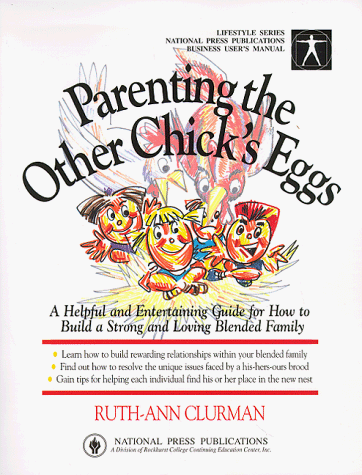 LIFESTYLE SERIES
NATIONAL PRESS PUBLICATIONS
BUSINESS USER'S MANUAL
Parenting the
Other Chick's Eggs
A Helpful and Entertaining Guide for How to
Build a Strong and Loving Blended Family
Learn how to build rewarding relationships within your blended family
Find out how to resolve the unique issues faced by a his-hers-ours brood
Gain tips for helping each individual find his or her place in the new nest
RUTH-ANN CLURMAN
NATIONAL PRESS PUBLICATIONS
A Division of Rockhurst College Continuing Education Center, Inc.